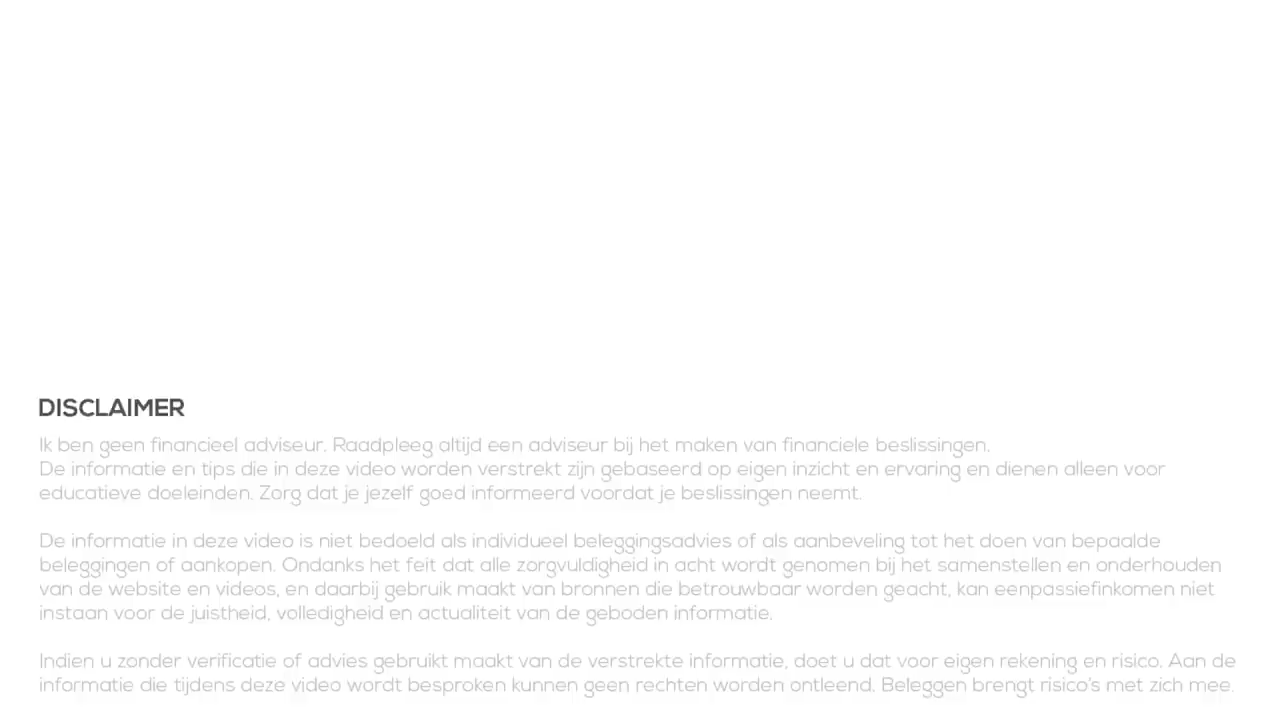 DISCLAIMER
Ik ben geen financieel adviseur. Raadpleeg altijd een adviseur bij het maken van financiele beslissingen.
De informatie en tips die in deze video worden verstrekt zijn gebaseerd op eigen inzicht en ervaring en dienen alleen voor
educatieve doeleinden. Zorg dat je jezelf goed informeerd voordat je beslissingen neemt.
De informatie in deze video is niet bedoeld als individueel beleggingsadvies of als aanbeveling tot het doen van bepaalde
beleggingen of aankopen. Ondanks het feit dat alle zorgvuldigheid in acht wordt genomen bij het samenstellen en onderhouden
van de website en videos, en daarbij gebruik maakt van bronnen die betrouwbaar worden geacht, kan eenpassiefinkomen niet
instaan voor de juistheid, volledigheid en actualiteit van de geboden informatie.
Indien u zonder verificatie of advies gebruikt maakt van de verstrekte informatie, doet u dat voor eigen rekening en risico. Aan de
informatie die tijdens deze video wordt besproken kunnen geen rechten worden ontleend. Beleggen brengt risico's met zich mee.